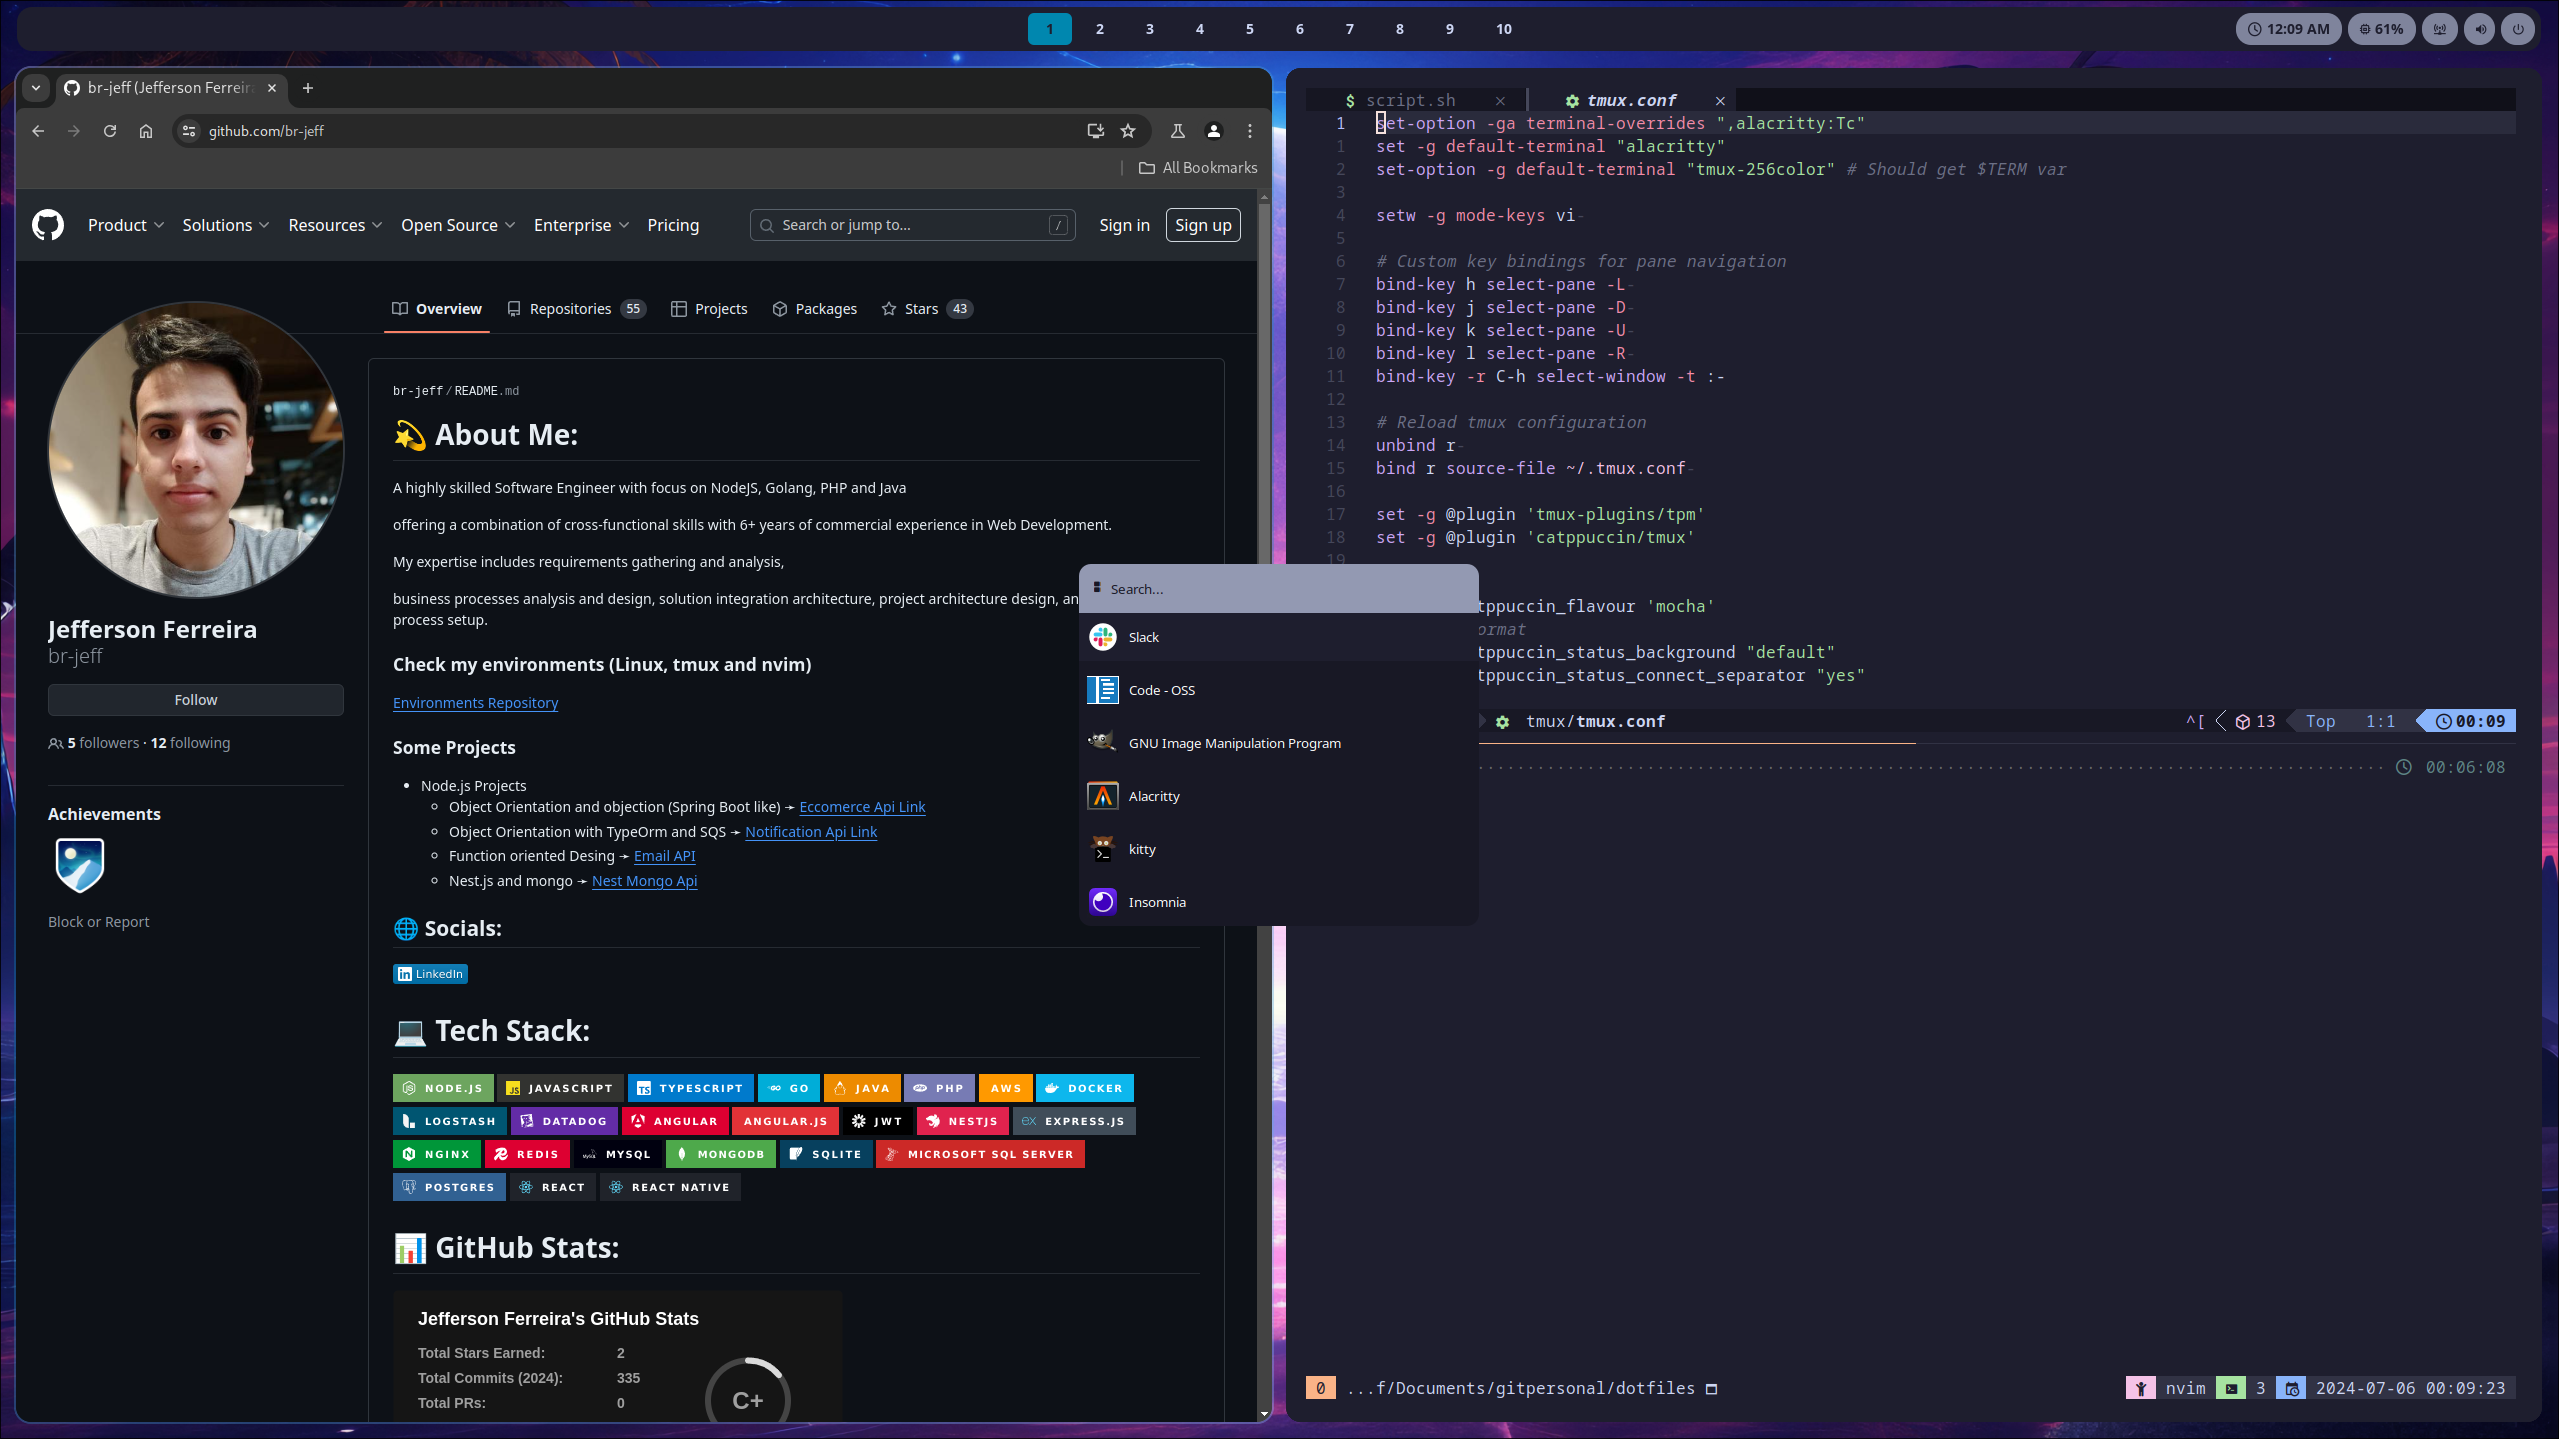 1 2 3 4 5 6 7 8 9 10
12:09 AM 61%
br-jeff (Jefferson Ferreira
github.com/br-jeff
All Bookmarks
Product Solutions Resources Open Source Enterprise Pricing Search or jump to... / Sign in Sign up
Overview Repositories 55 Projects Packages Stars 43
Jefferson Ferreira
br-jeff
Follow
5 followers · 12 following
Achievements
Block or Report
br-jeff/README.md
💫 About Me:
A highly skilled Software Engineer with focus on NodeJS, Golang, PHP and Java
offering a combination of cross-functional skills with 6+ years of commercial experience in Web Development.
My expertise includes requirements gathering and analysis,
business processes analysis and design, solution integration architecture, project architecture design,
process setup.
Check my environments (Linux, tmux and nvim)
Environments Repository
Some Projects
• Node.js Projects
◦ Object Orientation and objection (Spring Boot like) ➛ Eccomerce Api Link
◦ Object Orientation with TypeOrm and SQS ➛ Notification Api Link
◦ Function oriented Desing ➛ Email API
◦ Nest.js and mongo ➛ Nest Mongo Api
🌐 Socials:
LinkedIn
💻 Tech Stack:
NODE.JS JAVASCRIPT TYPESCRIPT GO JAVA PHP AWS DOCKER
LOGSTASH DATADOG ANGULAR ANGULAR.JS JWT NESTJS EXPRESS.JS
NGINX REDIS MYSQL MONGODB SQLITE MICROSOFT SQL SERVER
POSTGRES REACT REACT NATIVE
📊 GitHub Stats:
Jefferson Ferreira's GitHub Stats
Total Stars Earned: 2
Total Commits (2024): 335
Total PRs: 0
C+
Search...
Slack
Code - OSS
GNU Image Manipulation Program
Alacritty
kitty
Insomnia
$ script.sh × tmux.conf ×
1 set-option -ga terminal-overrides ",alacritty:Tc"
1 set -g default-terminal "alacritty"
2 set-option -g default-terminal "tmux-256color" # Should get $TERM var
3
4 setw -g mode-keys vi-
5
6 # Custom key bindings for pane navigation
7 bind-key h select-pane -L-
8 bind-key j select-pane -D-
9 bind-key k select-pane -U-
10 bind-key l select-pane -R-
11 bind-key -r C-h select-window -t :-
12
13 # Reload tmux configuration
14 unbind r-
15 bind r source-file ~/.tmux.conf-
16
17 set -g @plugin 'tmux-plugins/tpm'
18 set -g @plugin 'catppuccin/tmux'
19
tppuccin_flavour 'mocha'
ormat
tppuccin_status_background "default"
tppuccin_status_connect_separator "yes"
tmux/tmux.conf ^[ 13 Top 1:1 00:09
00:06:08
0 ...f/Documents/gitpersonal/dotfiles nvim 3 2024-07-06 00:09:23